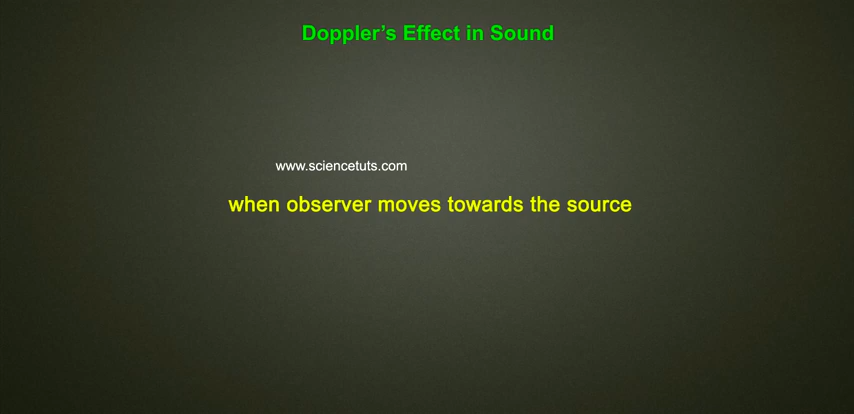 Doppler’s Effect in Sound
www.sciencetuts.com
when observer moves towards the source